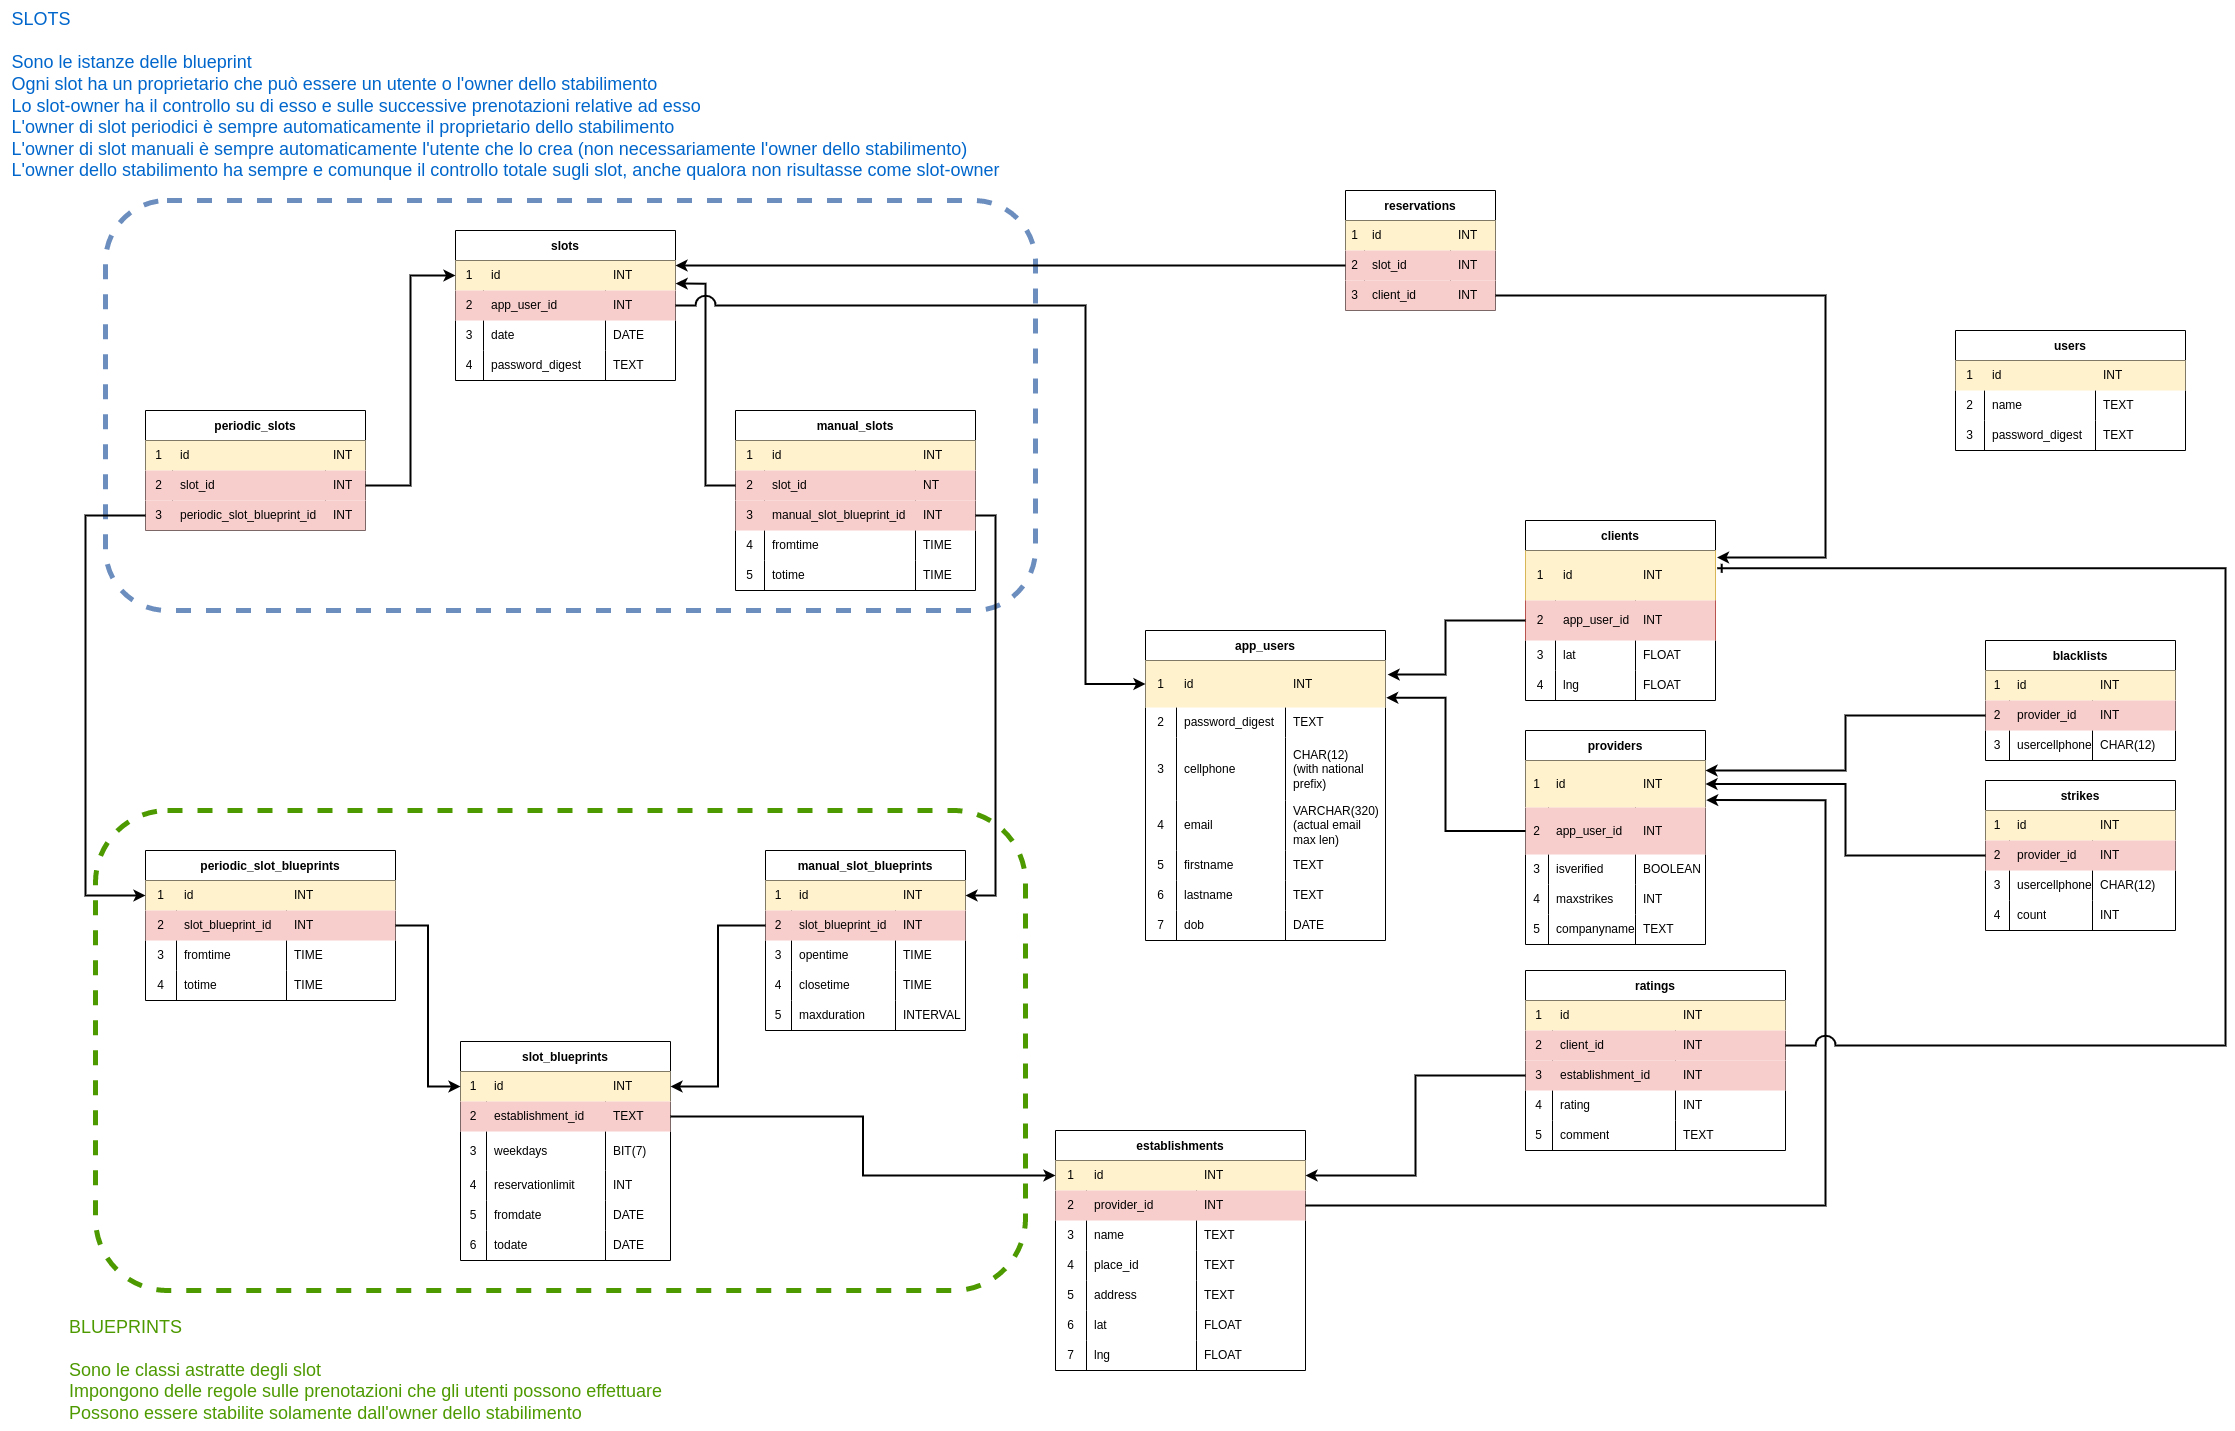 SLOTS
Sono le istanze delle blueprint
Ogni slot ha un proprietario che può essere un utente o l'owner dello stabilimento
Lo slot-owner ha il controllo su di esso e sulle successive prenotazioni relative ad esso
L'owner di slot periodici è sempre automaticamente il proprietario dello stabilimento
L'owner di slot manuali è sempre automaticamente l'utente che lo crea (non necessariamente l'owner dello stabilimento)
L'owner dello stabilimento ha sempre e comunque il controllo totale sugli slot, anche qualora non risultasse come slot-owner
slots
1 id INT
2 app_user_id INT
3 date DATE
4 password_digest TEXT
periodic_slots
1 id INT
2 slot_id INT
3 periodic_slot_blueprint_id INT
manual_slots
1 id INT
2 slot_id NT
3 manual_slot_blueprint_id INT
4 fromtime TIME
5 totime TIME
reservations
1 id INT
2 slot_id INT
3 client_id INT
users
1 id INT
2 name TEXT
3 password_digest TEXT
clients
1 id INT
2 app_user_id INT
3 lat FLOAT
4 lng FLOAT
app_users
1 id INT
2 password_digest TEXT
3 cellphone CHAR(12)
(with national
prefix)
4 email VARCHAR(320)
(actual email
max len)
5 firstname TEXT
6 lastname TEXT
7 dob DATE
providers
1 id INT
2 app_user_id INT
3 isverified BOOLEAN
4 maxstrikes INT
5 companyname TEXT
blacklists
1 id INT
2 provider_id INT
3 usercellphone CHAR(12)
strikes
1 id INT
2 provider_id INT
3 usercellphone CHAR(12)
4 count INT
ratings
1 id INT
2 client_id INT
3 establishment_id INT
4 rating INT
5 comment TEXT
periodic_slot_blueprints
1 id INT
2 slot_blueprint_id INT
3 fromtime TIME
4 totime TIME
manual_slot_blueprints
1 id INT
2 slot_blueprint_id INT
3 opentime TIME
4 closetime TIME
5 maxduration INTERVAL
slot_blueprints
1 id INT
2 establishment_id TEXT
3 weekdays BIT(7)
4 reservationlimit INT
5 fromdate DATE
6 todate DATE
establishments
1 id INT
2 provider_id INT
3 name TEXT
4 place_id TEXT
5 address TEXT
6 lat FLOAT
7 lng FLOAT
BLUEPRINTS
Sono le classi astratte degli slot
Impongono delle regole sulle prenotazioni che gli utenti possono effettuare
Possono essere stabilite solamente dall'owner dello stabilimento